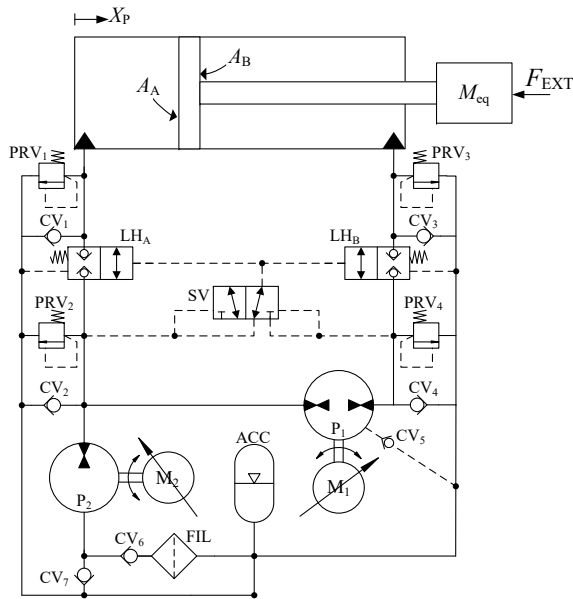 X_P
A_B
A_A
M_eq
F_EXT
PRV_1
PRV_3
CV_1
CV_3
LH_A
LH_B
SV
PRV_2
PRV_4
CV_2
CV_4
P_1
ACC
CV_5
M_2
M_1
P_2
CV_6
FIL
CV_7